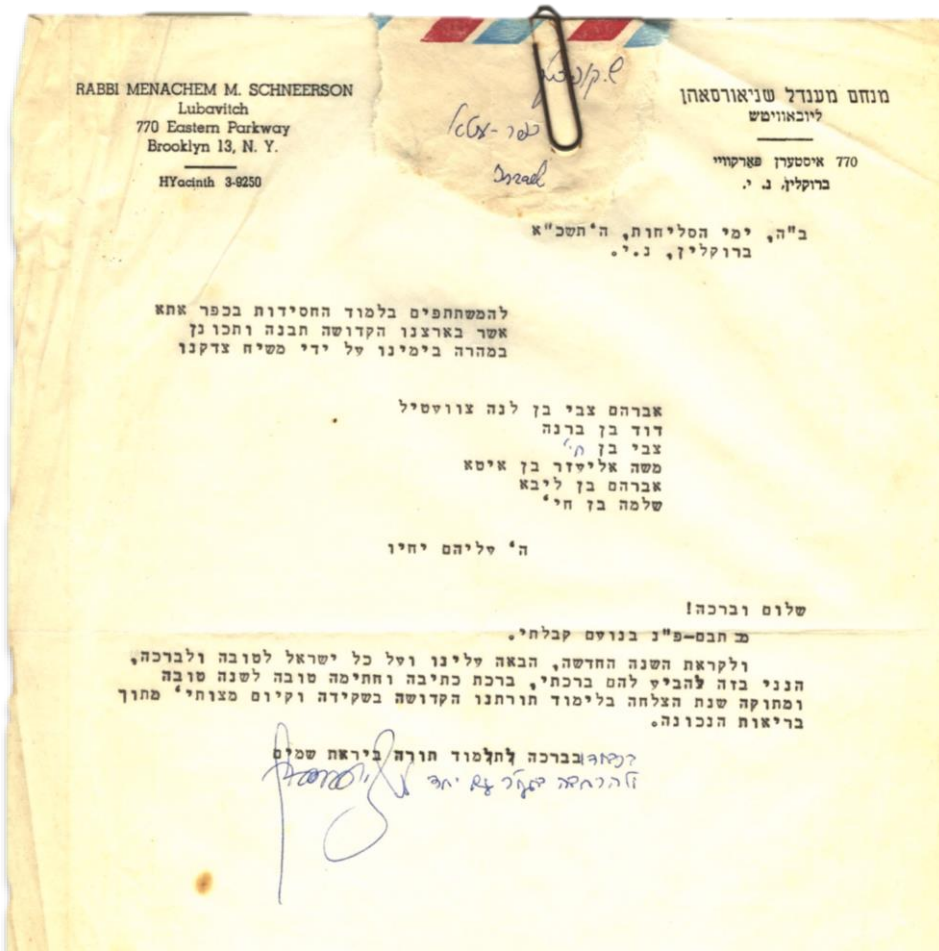 RABBI MENACHEM M. SCHNEERSON
Lubavitch
770 Eastern Parkway
Brooklyn 13, N. Y.
HYacinth 3-9250
כפר-עטא
Israel
מנחם מענדל שניאורסאהן
ליובאוויטש
770 איסטערן פארקוויי
ברוקלין, נ. י.
ב"ה, ימי הסליחות, ה'תשכ"א
ברוקלין, נ.י.
להמשתתפים בלמוד החסידות בכפר אתא
אשר בארצנו הקדושה תבנה ותכונן
במהרה בימינו על ידי משיח צדקנו
אברהם צבי בן לנה צוועטיל
דוד בן ברנה
צבי בן חי'
משה אליעזר בן איטא
אברהם בן ליבא
שלמה בן חי'
ה' עליהם יחיו
שלום וברכה!
מכתבם-פ"נ בנועם קבלתי.
ולקראת השנה החדשה, הבאה עלינו ועל כל ישראל לטובה ולברכה,
הנני בזה להביע להם ברכתי, ברכת כתיבה וחתימה טובה לשנה טובה
ומתוקה שנת הצלחה בלימוד תורתנו הקדושה בשקידה וקיום מצותי' מתוך
בריאות הנכונה.
בברכה לתלמוד תורה ביראת שמים